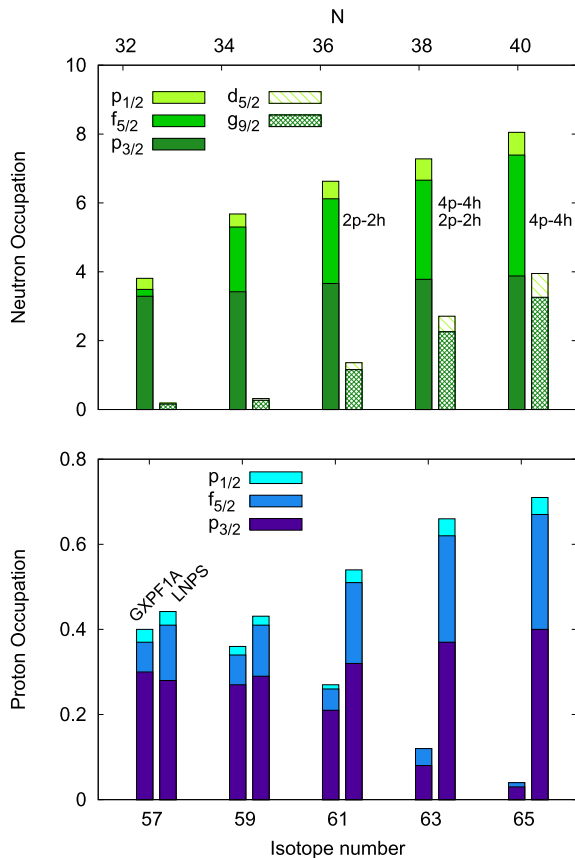 N
32 34 36 38 40
10
8
6
4
2
0
Neutron Occupation
p1/2
f5/2
p3/2
d5/2
g9/2
2p-2h
4p-4h
2p-2h
4p-4h
0.8
0.6
0.4
0.2
0
Proton Occupation
p1/2
f5/2
p3/2
GXPF1A
LNPS
57 59 61 63 65
Isotope number